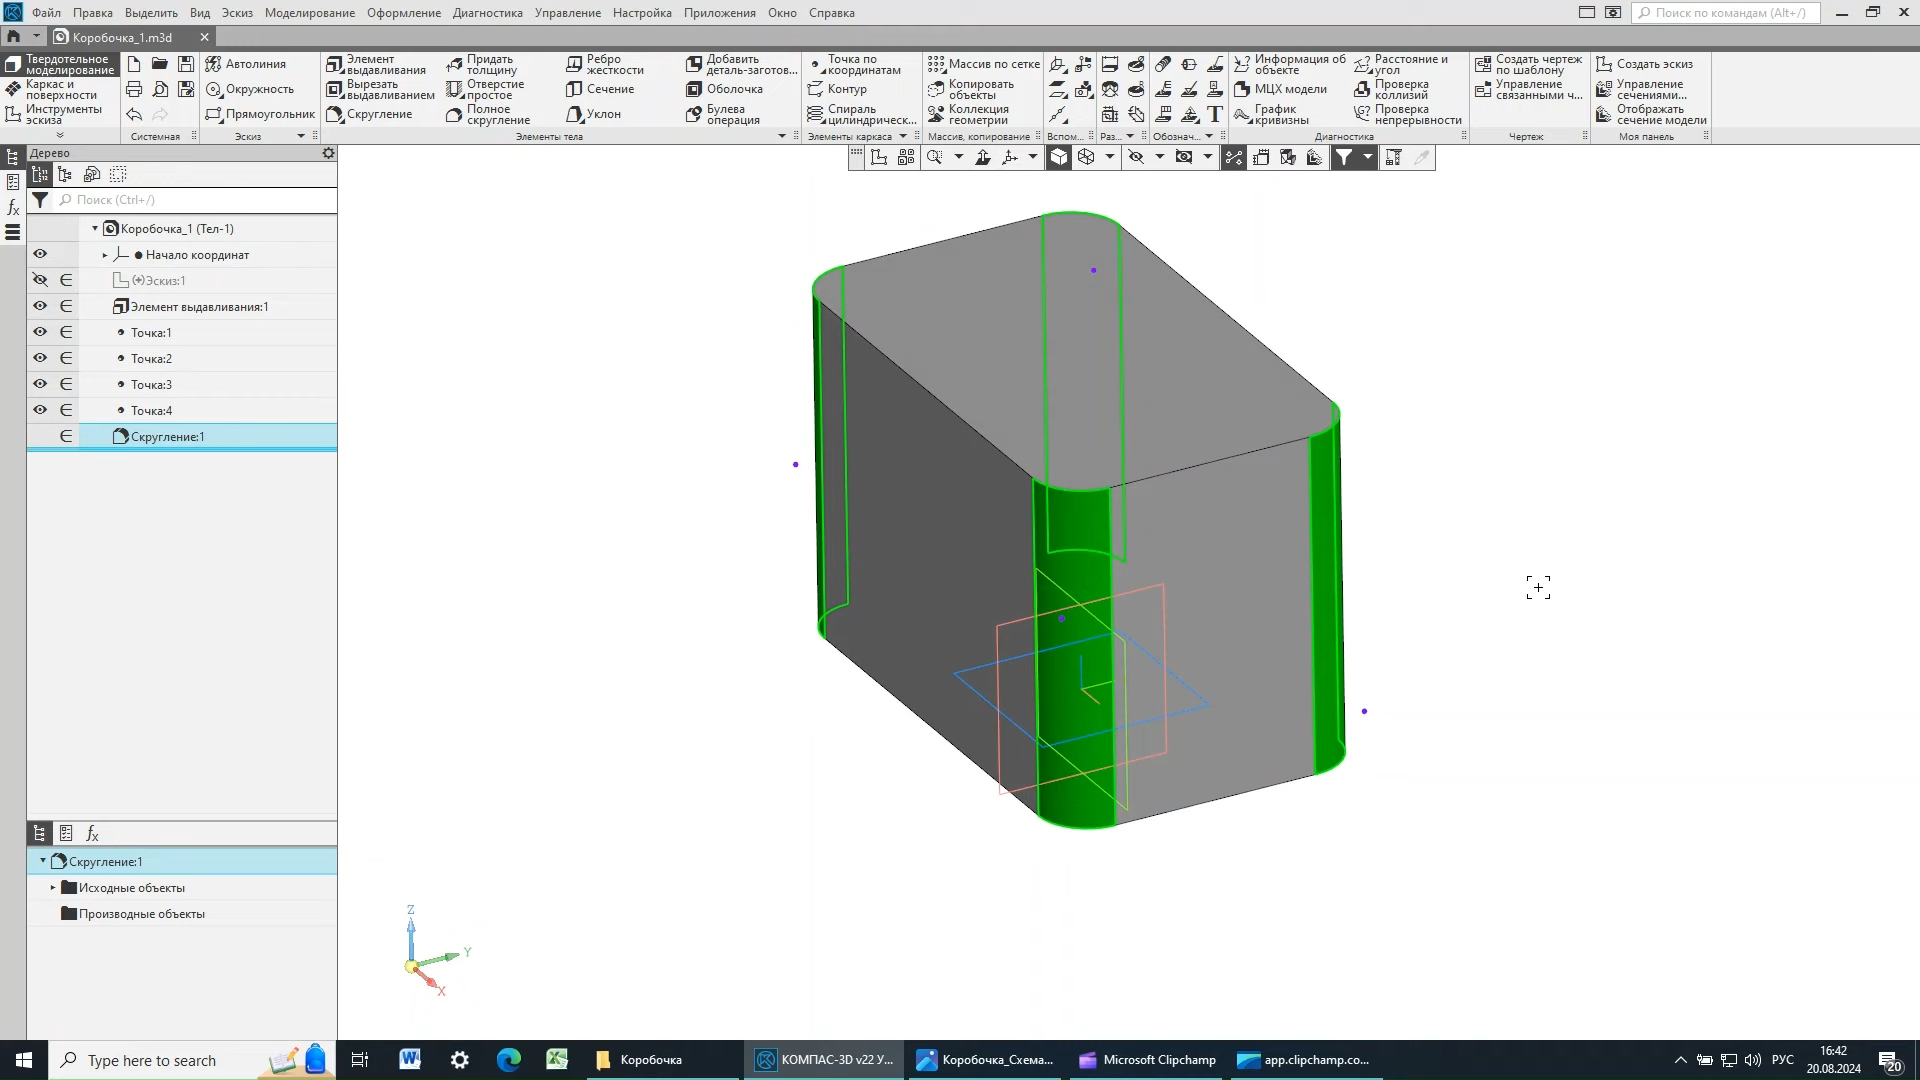 Файл Правка Выделить Вид Эскиз Моделирование Оформление Диагностика Управление Настройка Приложения Окно Справка
Поиск по командам (Alt+/)
Коробочка_1.m3d
Твердотельное моделирование
Каркас и поверхности
Инструменты эскиза
Системная
Автолиния
Окружность
Прямоугольник
Эскиз
Элемент выдавливания
Вырезать выдавливанием
Скругление
Придать толщину
Отверстие простое
Полное скругление
Ребро жесткости
Сечение
Уклон
Добавить деталь-заготов...
Оболочка
Булева операция
Элементы тела
Точка по координатам
Контур
Спираль цилиндрическ...
Элементы каркаса
Массив по сетке
Копировать объекты
Коллекция геометрии
Массив, копирование
Вспом...
Раз...
Обознач...
Информация об объекте
МЦХ модели
График кривизны
Расстояние и угол
Проверка коллизий
Проверка непрерывности
Диагностика
Создать чертеж по шаблону
Управление связанными ч...
Чертеж
Создать эскиз
Управление сечениями...
Отображать сечение модели
Моя панель
Дерево
Поиск (Ctrl+/)
Коробочка_1 (Тел-1)
Начало координат
(+)Эскиз:1
Элемент выдавливания:1
Точка:1
Точка:2
Точка:3
Точка:4
Скругление:1
Скругление:1
Исходные объекты
Производные объекты
Z
Y
X
Type here to search
Коробочка
КОМПАС-3D v22 У...
Коробочка_Схема...
Microsoft Clipchamp
app.clipchamp.co...
РУС
16:42
20.08.2024
20